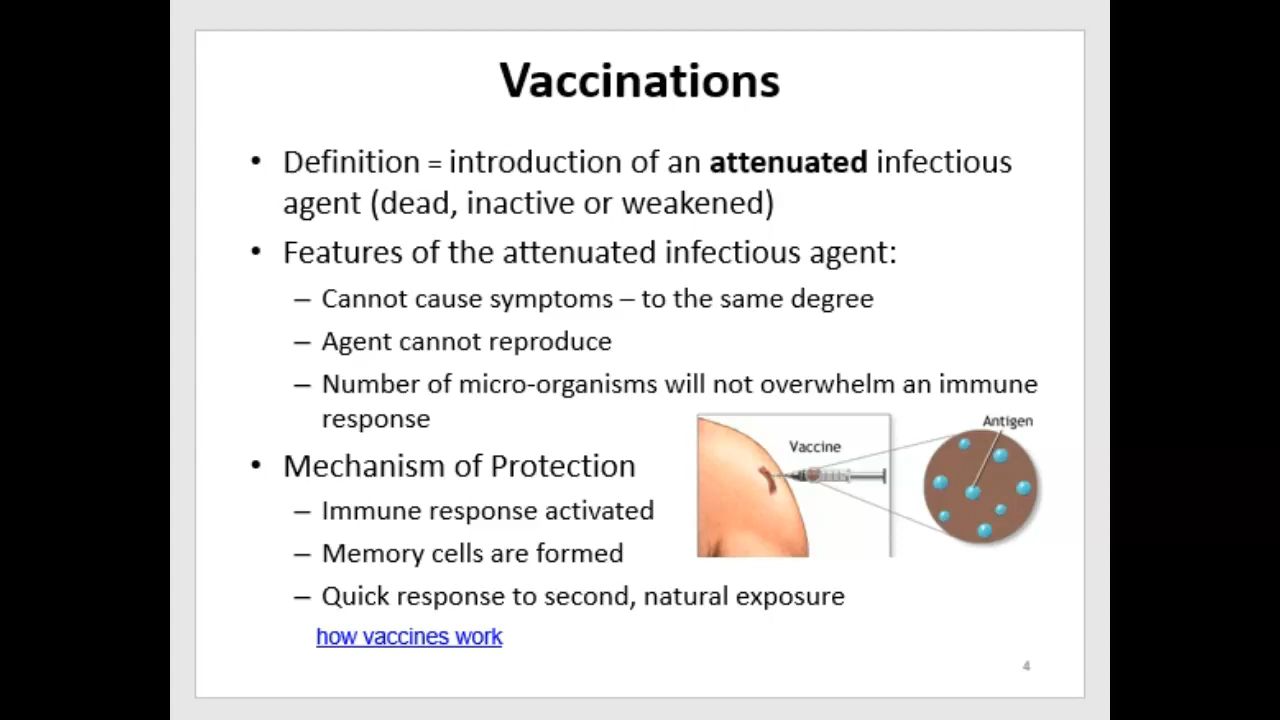 Vaccinations
• Definition = introduction of an attenuated infectious
agent (dead, inactive or weakened)
• Features of the attenuated infectious agent:
– Cannot cause symptoms – to the same degree
– Agent cannot reproduce
– Number of micro-organisms will not overwhelm an immune
response
Antigen
Vaccine
• Mechanism of Protection
– Immune response activated
– Memory cells are formed
– Quick response to second, natural exposure
how vaccines work
4